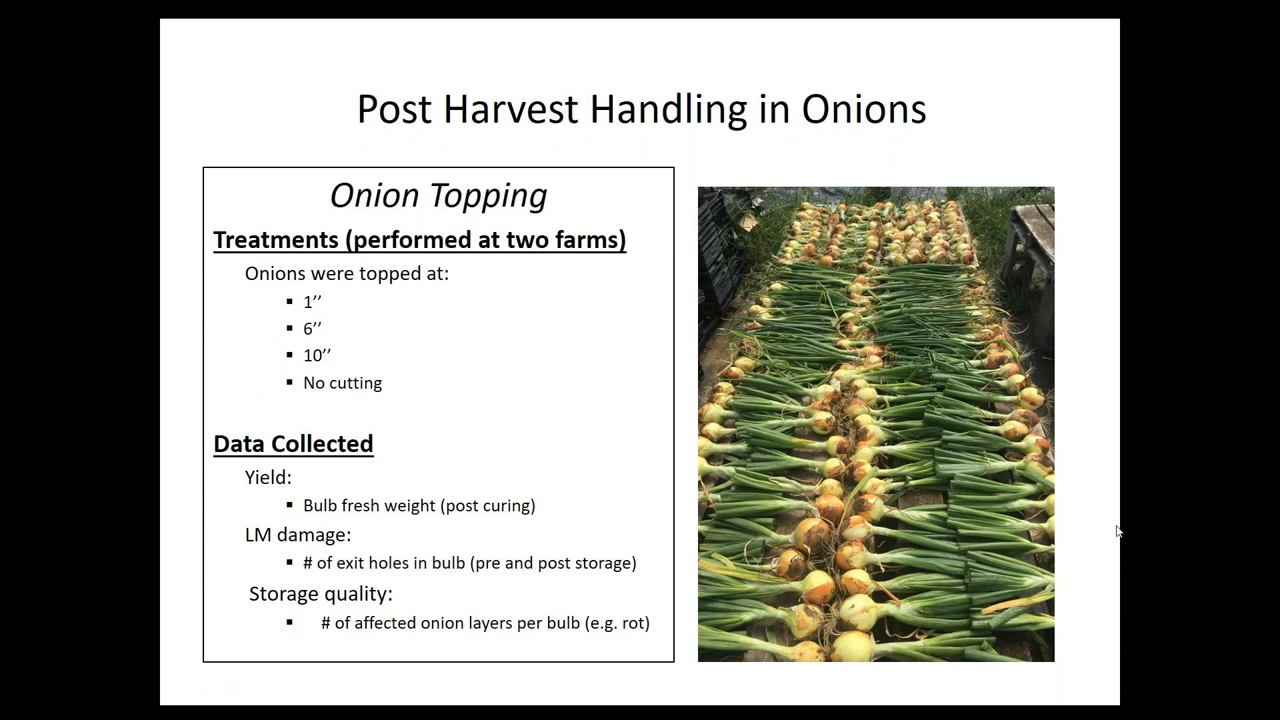 Post Harvest Handling in Onions
Onion Topping
Treatments (performed at two farms)
Onions were topped at:
▪ 1’’
▪ 6’’
▪ 10’’
▪ No cutting
Data Collected
Yield:
▪ Bulb fresh weight (post curing)
LM damage:
▪ # of exit holes in bulb (pre and post storage)
Storage quality:
▪ # of affected onion layers per bulb (e.g. rot)